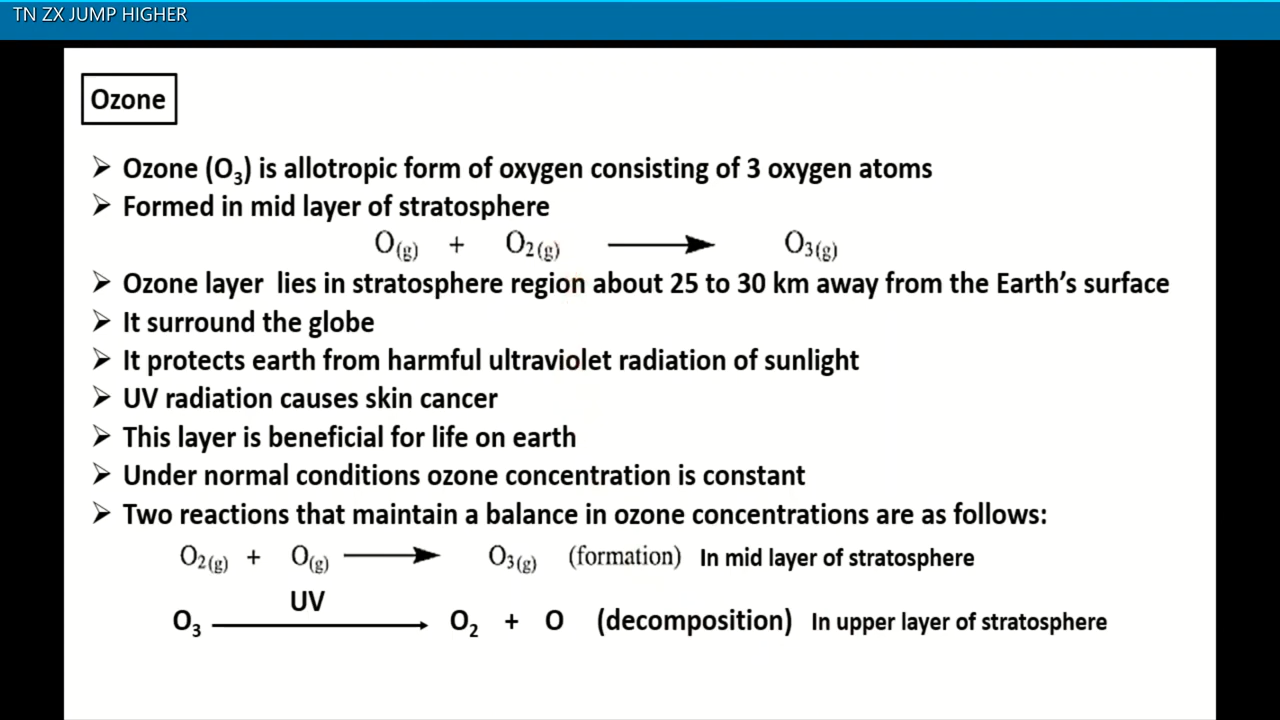 TN ZX JUMP HIGHER
Ozone
➢ Ozone (O₃) is allotropic form of oxygen consisting of 3 oxygen atoms
➢ Formed in mid layer of stratosphere
O(g) + O₂(g) ⟶ O₃(g)
➢ Ozone layer lies in stratosphere region about 25 to 30 km away from the Earth’s surface
➢ It surround the globe
➢ It protects earth from harmful ultraviolet radiation of sunlight
➢ UV radiation causes skin cancer
➢ This layer is beneficial for life on earth
➢ Under normal conditions ozone concentration is constant
➢ Two reactions that maintain a balance in ozone concentrations are as follows:
O₂(g) + O(g) ⟶ O₃(g) (formation) In mid layer of stratosphere
UV
O₃ ⟶ O₂ + O (decomposition) In upper layer of stratosphere